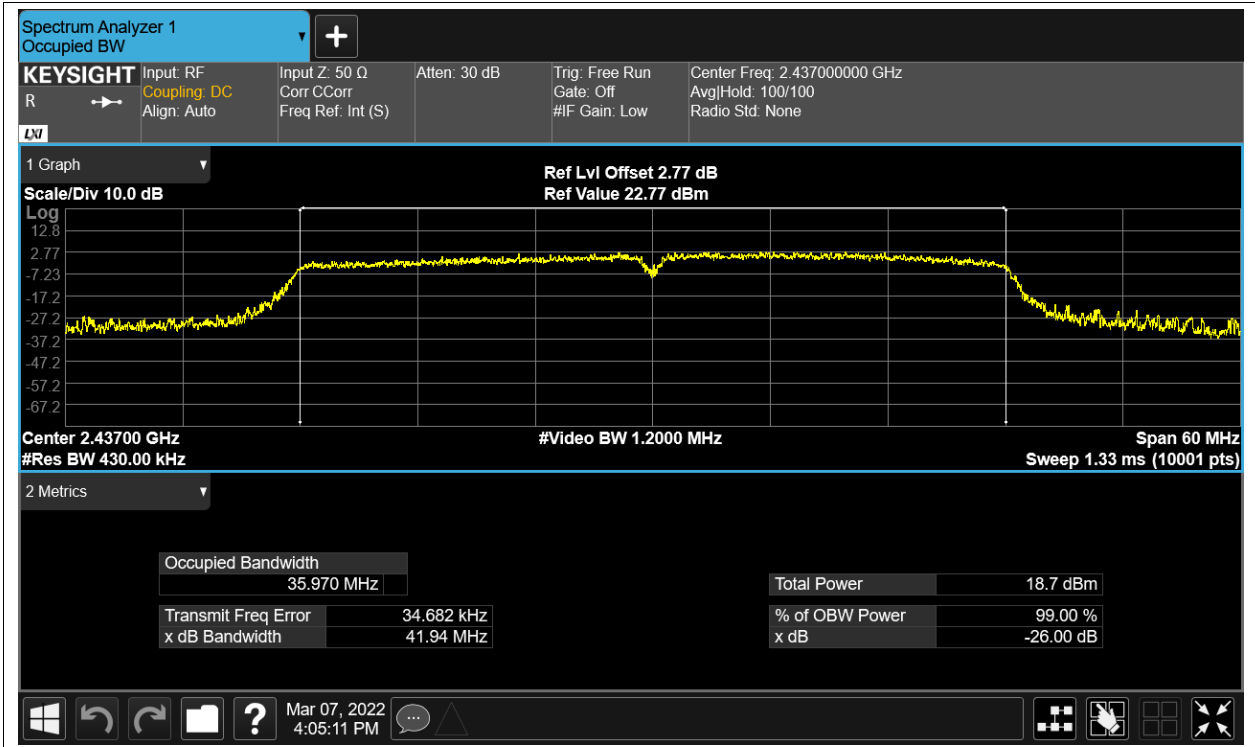 Spectrum Analyzer 1
Occupied BW
+
KEYSIGHT
R
LXI
Input: RF
Coupling: DC
Align: Auto
Input Z: 50 Ω
Corr CCorr
Freq Ref: Int (S)
Atten: 30 dB
Trig: Free Run
Gate: Off
#IF Gain: Low
Center Freq: 2.437000000 GHz
Avg|Hold: 100/100
Radio Std: None
1 Graph
Scale/Div 10.0 dB
Ref Lvl Offset 2.77 dB
Ref Value 22.77 dBm
Log
12.8
2.77
-7.23
-17.2
-27.2
-37.2
-47.2
-57.2
-67.2
Center 2.43700 GHz
#Video BW 1.2000 MHz
Span 60 MHz
#Res BW 430.00 kHz
Sweep 1.33 ms (10001 pts)
2 Metrics
Occupied Bandwidth
35.970 MHz
Transmit Freq Error 34.682 kHz
x dB Bandwidth 41.94 MHz
Total Power 18.7 dBm
% of OBW Power 99.00 %
x dB -26.00 dB
?
Mar 07, 2022
4:05:11 PM